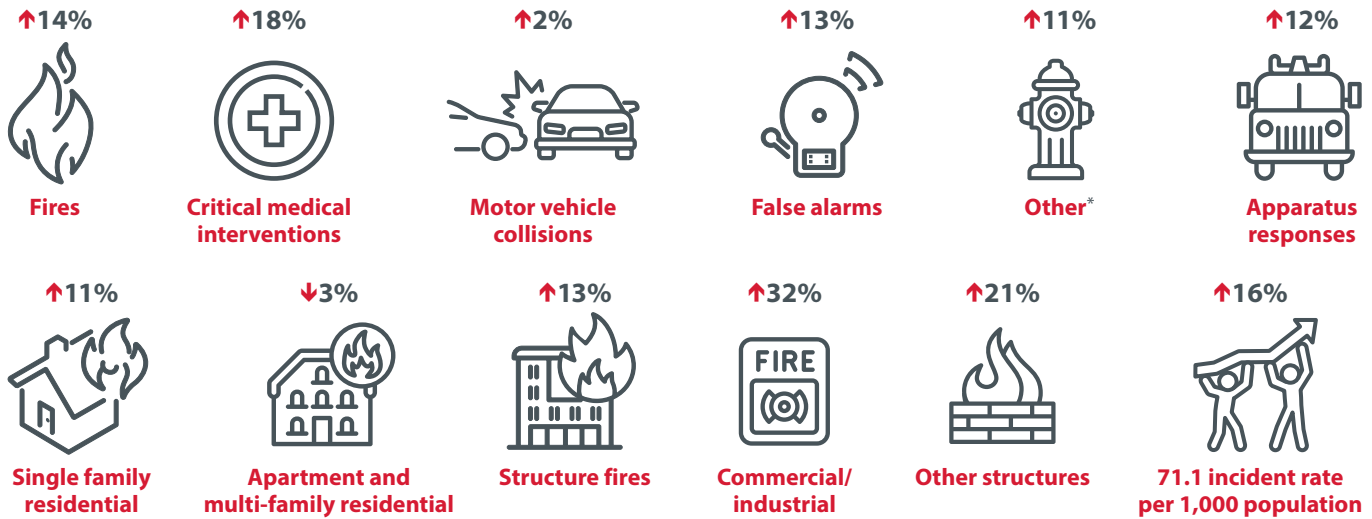 ↑14%
↑18%
↑2%
↑13%
↑11%
↑12%
Fires
Critical medical
interventions
Motor vehicle
collisions
False alarms
Other*
Apparatus
responses
↑11%
↓3%
↑13%
↑32%
↑21%
↑16%
FIRE
Single family
residential
Apartment and
multi-family residential
Structure fires
Commercial/
industrial
Other structures
71.1 incident rate
per 1,000 population